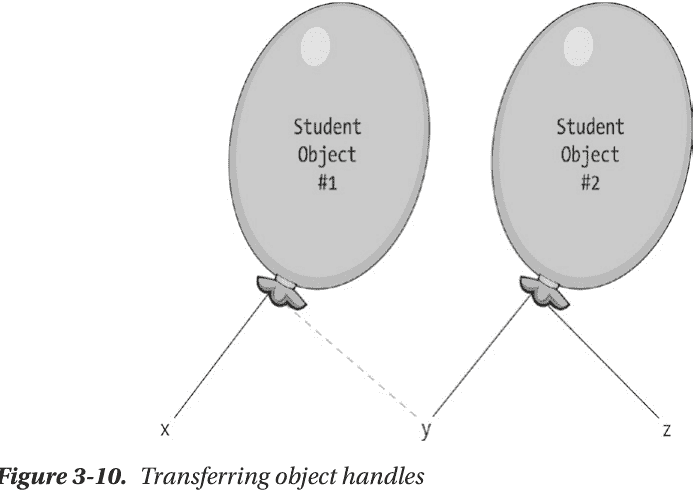 Student
Object
#1
Student
Object
#2
x
y
z
Figure 3-10. Transferring object handles